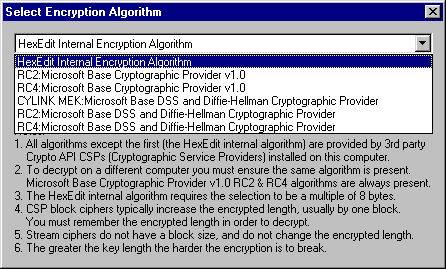 Select Encryption Algorithm
HexEdit Internal Encryption Algorithm
HexEdit Internal Encryption Algorithm
RC2:Microsoft Base Cryptographic Provider v1.0
RC4:Microsoft Base Cryptographic Provider v1.0
CYLINK MEK:Microsoft Base DSS and Diffie-Hellman Cryptographic Provider
RC2:Microsoft Base DSS and Diffie-Hellman Cryptographic Provider
RC4:Microsoft Base DSS and Diffie-Hellman Cryptographic Provider
1. All algorithms except the first (the HexEdit internal algorithm) are provided by 3rd party
Crypto API CSPs (Cryptographic Service Providers) installed on this computer.
2. To decrypt on a different computer you must ensure the same algorithm is present.
Microsoft Base Cryptographic Provider v1.0 RC2 & RC4 algorithms are always present.
3. The HexEdit internal algorithm requires the selection to be a multiple of 8 bytes.
4. CSP block ciphers typically increase the encrypted length, usually by one block.
You must remember the encrypted length in order to decrypt.
5. Stream ciphers do not have a block size, and do not change the encrypted length.
6. The greater the key length the harder the encryption is to break.